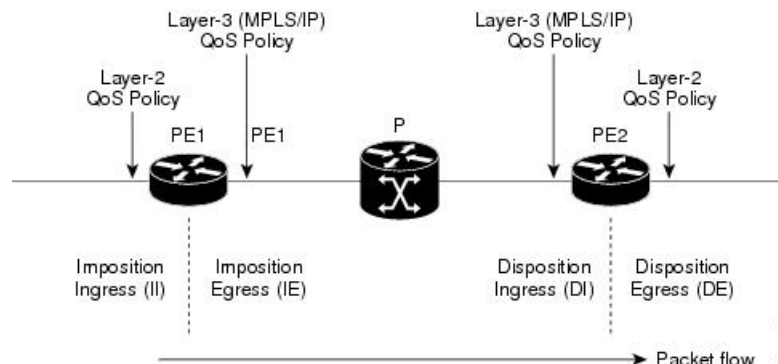 Layer-3 (MPLS/IP)
QoS Policy
Layer-3 (MPLS/IP)
QoS Policy
Layer-2
QoS Policy
Layer-2
QoS Policy
PE1
PE1
P
PE2
Imposition
Ingress (II)
Imposition
Egress (IE)
Disposition
Ingress (DI)
Disposition
Egress (DE)
Packet flow